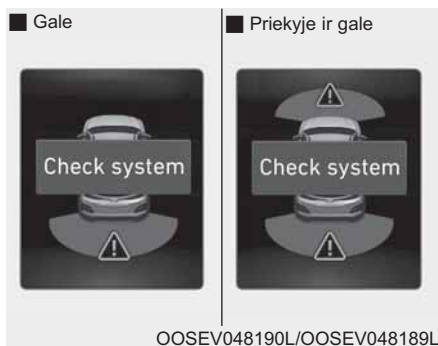 ■ Gale
■ Priekyje ir gale
Check system
Check system
OOSEV048190L/OOSEV048189L